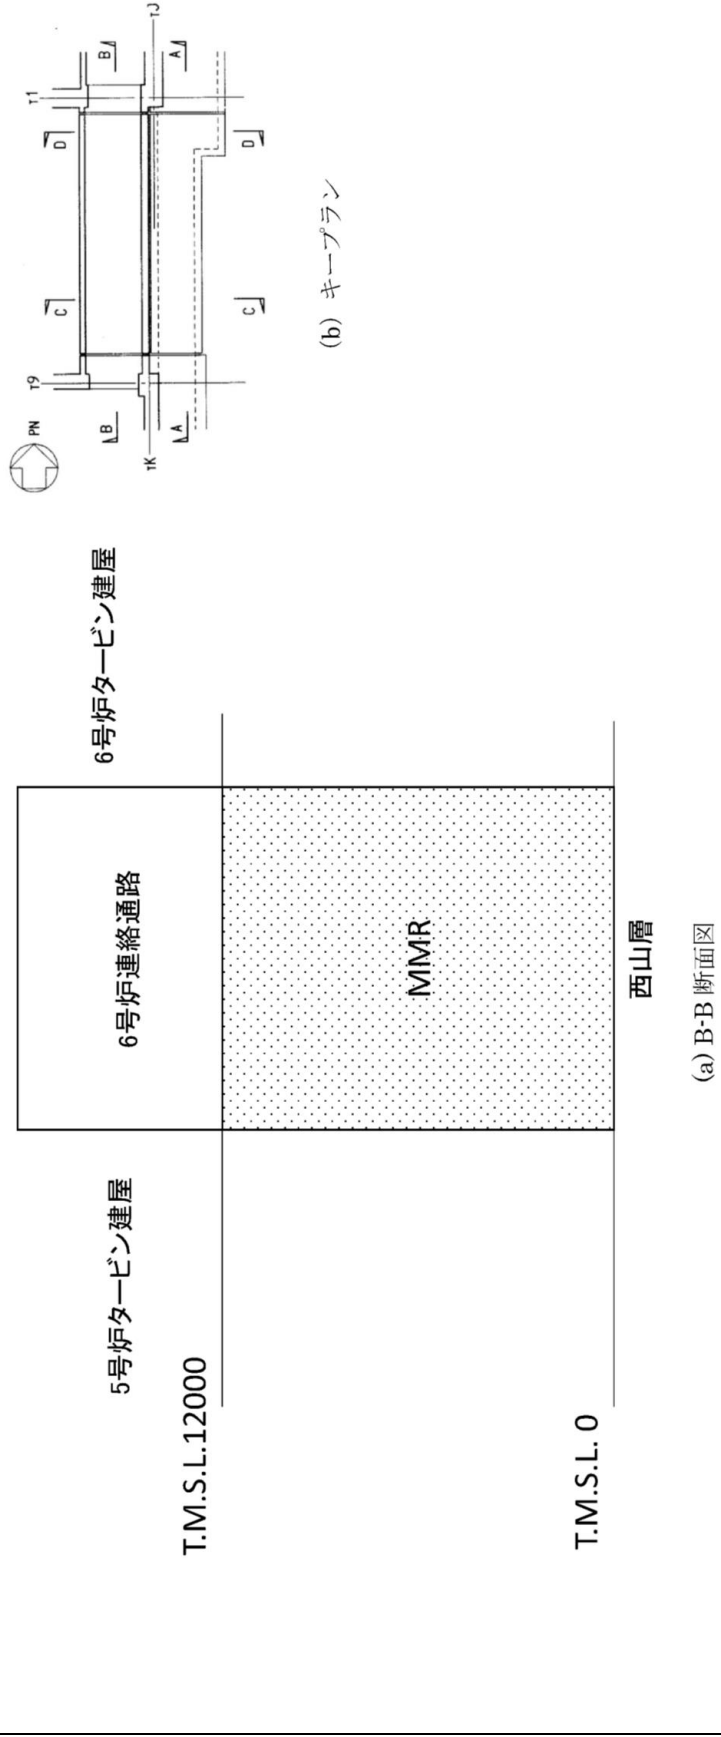 5号炉タービン建屋
6号炉連絡通路
6号炉タービン建屋
T.M.S.L.12000
MMR
T.M.S.L. 0
西山層
(a) B-B 断面図
PN
T9
T1
C
D
B
B
TK
TJ
A
A
C
D
(b) キープラン